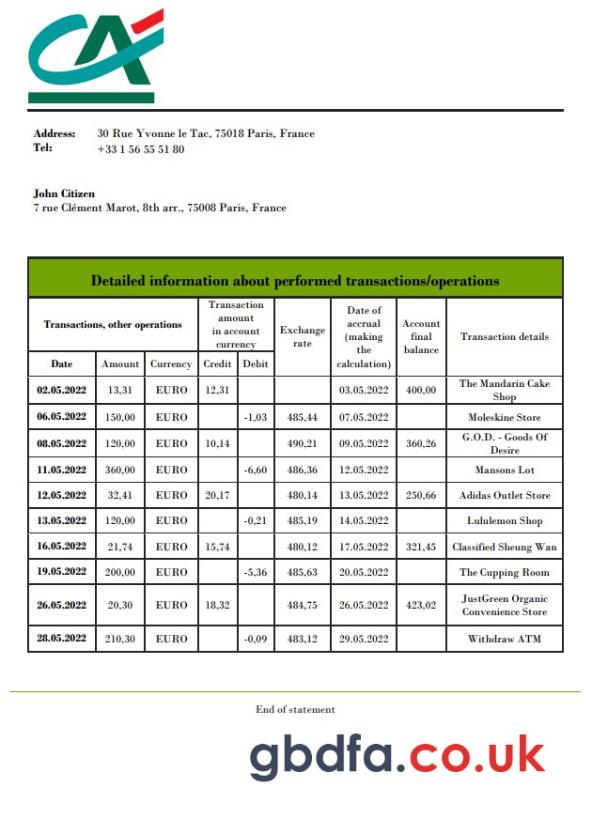 CA
Address: 30 Rue Yvonne le Tac, 75018 Paris, France
Tel: +33 1 56 55 51 80
John Citizen
7 rue Clément Marot, 8th arr., 75008 Paris, France
Detailed information about performed transactions/operations
Transactions, other operations
Transaction
amount
in account
currency
Exchange
rate
Date of
accrual
(making
the
calculation)
Account
final
balance
Transaction details
Date Amount Currency Credit Debit
02.05.2022 13,31 EURO 12,31 03.05.2022 400,00 The Mandarin Cake
Shop
06.05.2022 150,00 EURO -1,03 485,44 07.05.2022 Moleskine Store
08.05.2022 120,00 EURO 10,14 490,21 09.05.2022 360,26 G.O.D. - Goods Of
Desire
11.05.2022 360,00 EURO -6,60 486,36 12.05.2022 Mansons Lot
12.05.2022 32,41 EURO 20,17 480,14 13.05.2022 250,66 Adidas Outlet Store
13.05.2022 120,00 EURO -0,21 485,19 14.05.2022 Lululemon Shop
16.05.2022 21,74 EURO 15,74 480,12 17.05.2022 321,45 Classified Sheung Wan
19.05.2022 200,00 EURO -5,36 485,63 20.05.2022 The Cupping Room
26.05.2022 20,30 EURO 18,32 484,75 26.05.2022 423,02 JustGreen Organic
Convenience Store
28.05.2022 210,30 EURO -0,09 483,12 29.05.2022 Withdraw ATM
End of statement
gbdfa.co.uk